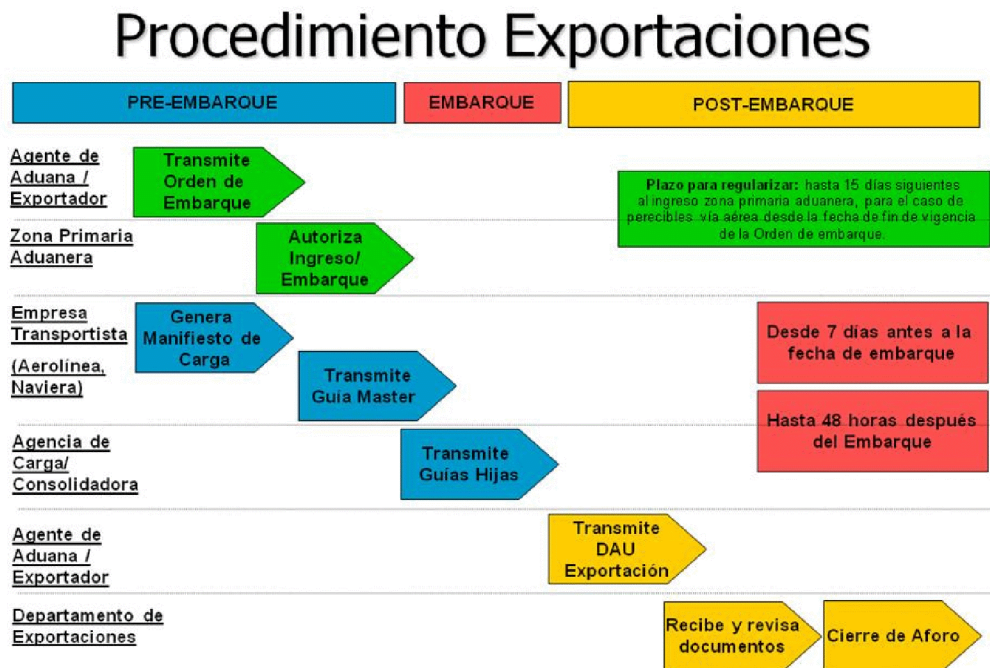 Procedimiento Exportaciones
PRE-EMBARQUE
EMBARQUE
POST-EMBARQUE
Agente de
Aduana /
Exportador
Transmite
Orden de
Embarque
Plazo para regularizar: hasta 15 días siguientes
al ingreso zona primaria aduanera, para el caso de
perecibles vía aérea desde la fecha de fin de vigencia
de la Orden de embarque.
Zona Primaria
Aduanera
Autoriza
Ingreso/
Embarque
Empresa
Transportista
(Aerolínea,
Naviera)
Genera
Manifiesto de
Carga
Transmite
Guía Master
Desde 7 días antes a la
fecha de embarque
Hasta 48 horas después
del Embarque
Agencia de
Carga/
Consolidadora
Transmite
Guías Hijas
Agente de
Aduana /
Exportador
Transmite
DAU
Exportación
Departamento de
Exportaciones
Recibe y revisa
documentos
Cierre de Aforo